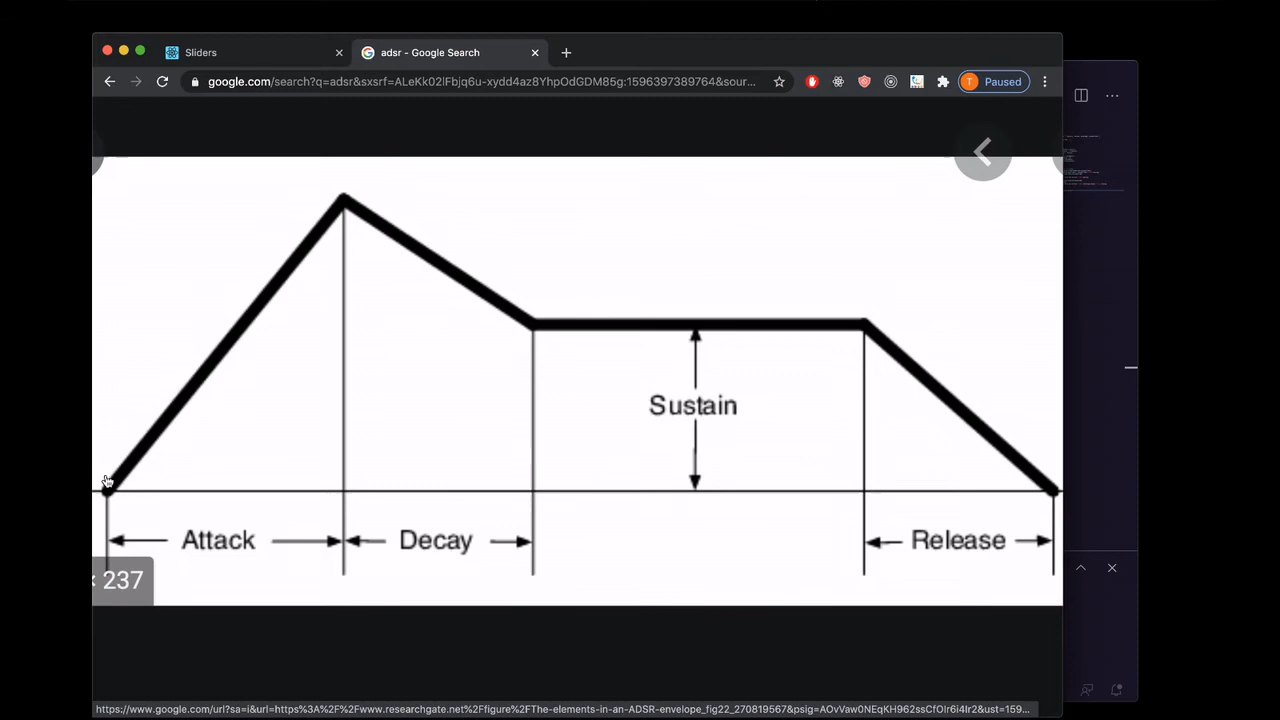 Sliders
adsr - Google Search
google.com/search?q=adsr&sxsrf=ALeKk02lFbjq6u-xydd4az8YhpOdGDM85g:1596397389764&sour...
T Paused
Sustain
Attack
Decay
Release
× 237
https://www.google.com/url?sa=i&url=https%3A%2F%2Fwww.researchgate.net%2Ffigure%2FThe-elements-in-an-ADSR-envelope_fig22_270819567&psig=AOvVaw0NEqKH962ssCfOlr6i4lr2&ust=159...